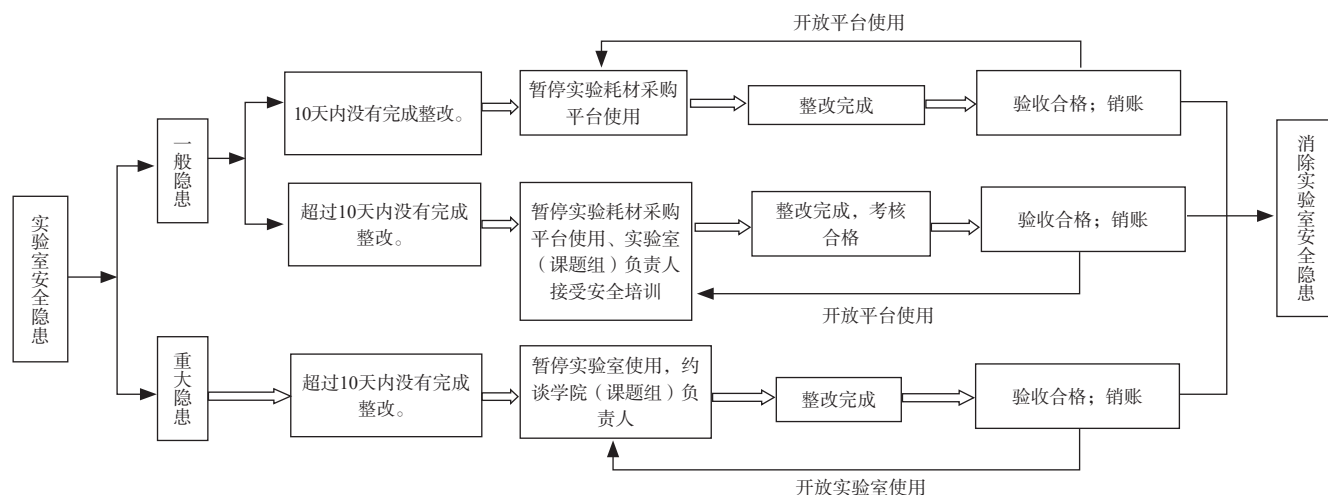 开放平台使用
10天内没有完成整改。
暂停实验耗材采购
平台使用
整改完成
验收合格；销账
一般隐患
超过10天内没有完成
整改。
暂停实验耗材采购
平台使用、实验室
（课题组）负责人
接受安全培训
整改完成，考核
合格
验收合格；销账
开放平台使用
实验室安全隐患
消除实验室安全隐患
重大隐患
超过10天内没有完成
整改。
暂停实验室使用，约
谈学院（课题组）负
责人
整改完成
验收合格；销账
开放实验室使用